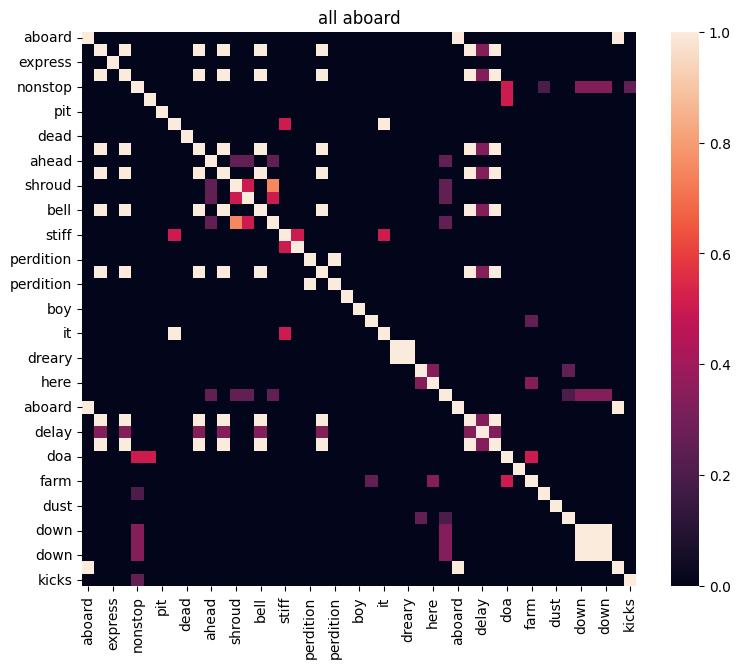 all aboard
aboard
express
nonstop
pit
dead
ahead
shroud
bell
stiff
perdition
perdition
boy
it
dreary
here
aboard
delay
doa
farm
dust
down
down
kicks
1.0
0.8
0.6
0.4
0.2
0.0
aboard
express
nonstop
pit
dead
ahead
shroud
bell
stiff
perdition
perdition
boy
it
dreary
here
aboard
delay
doa
farm
dust
down
down
kicks